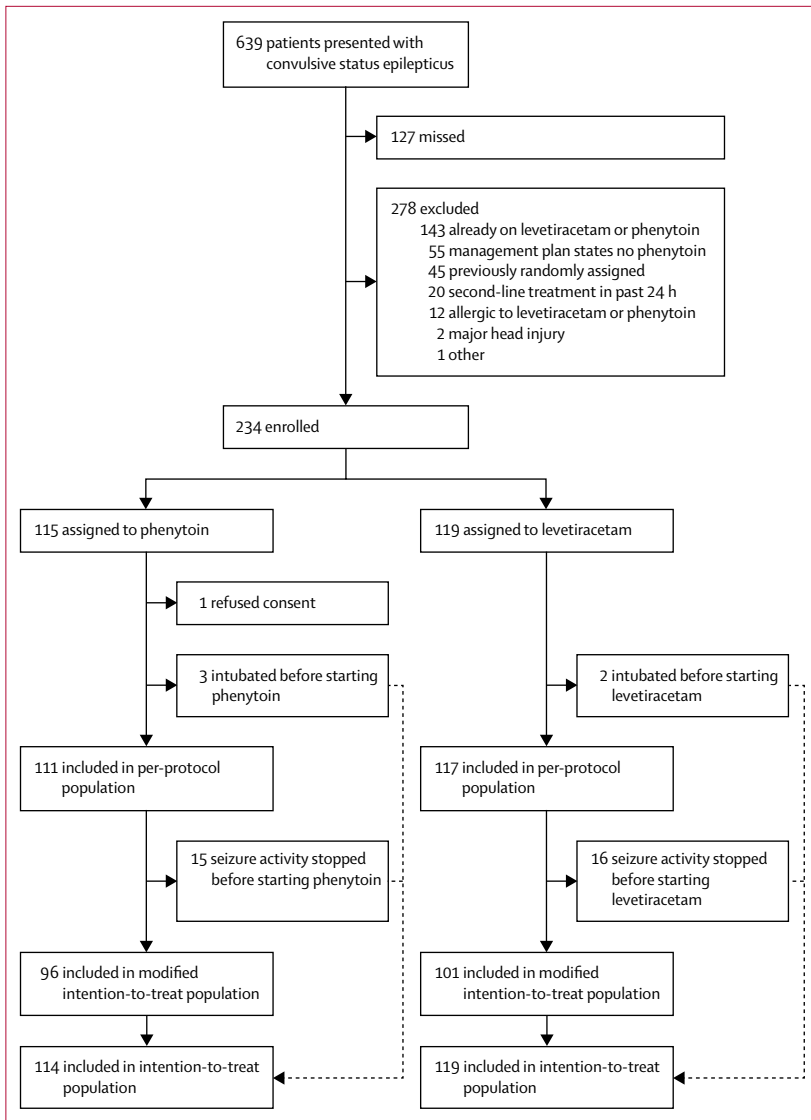 639 patients presented with
convulsive status epilepticus
127 missed
278 excluded
143 already on levetiracetam or phenytoin
55 management plan states no phenytoin
45 previously randomly assigned
20 second-line treatment in past 24 h
12 allergic to levetiracetam or phenytoin
2 major head injury
1 other
234 enrolled
115 assigned to phenytoin
119 assigned to levetiracetam
1 refused consent
3 intubated before starting
phenytoin
2 intubated before starting
levetiracetam
111 included in per-protocol
population
117 included in per-protocol
population
15 seizure activity stopped
before starting phenytoin
16 seizure activity stopped
before starting
levetiracetam
96 included in modified
intention-to-treat population
101 included in modified
intention-to-treat population
114 included in intention-to-treat
population
119 included in intention-to-treat
population